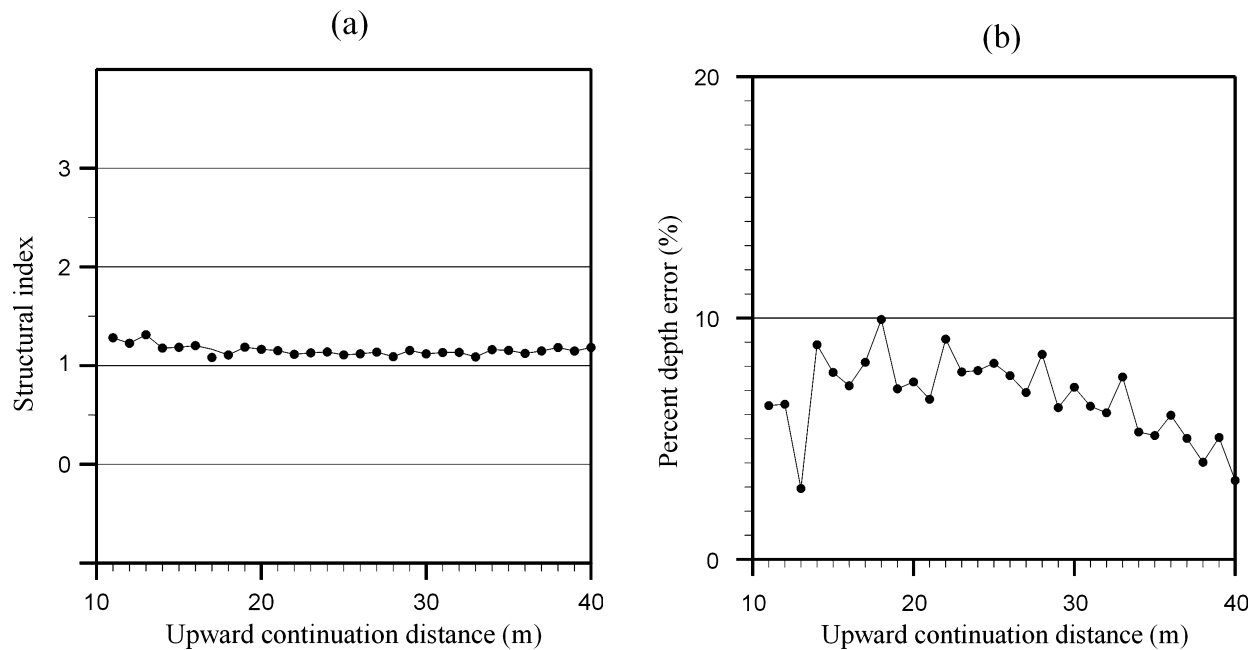 (a)
3
2
1
0
10
20
30
40
Structural index
Upward continuation distance (m)
(b)
20
10
0
10
20
30
40
Percent depth error (%)
Upward continuation distance (m)